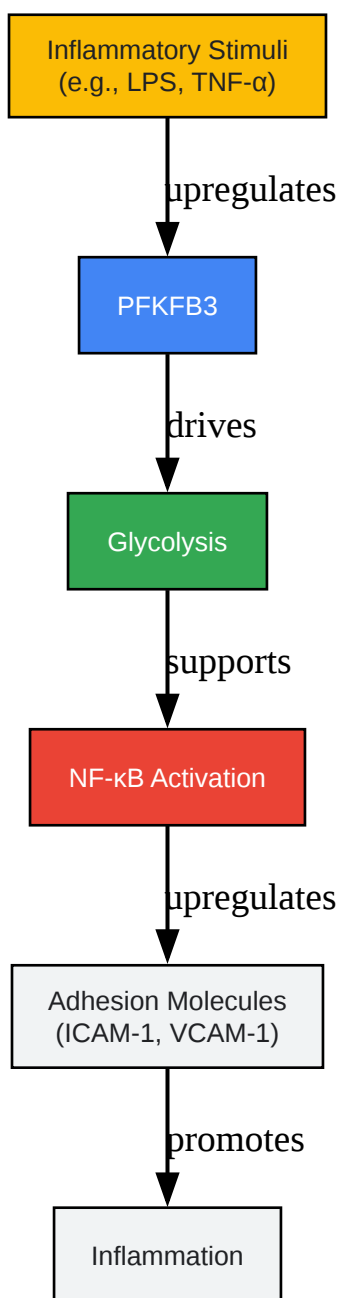 Inflammatory Stimuli
(e.g., LPS, TNF-α)
upregulates
PFKFB3
drives
Glycolysis
supports
NF-κB Activation
upregulates
Adhesion Molecules
(ICAM-1, VCAM-1)
promotes
Inflammation